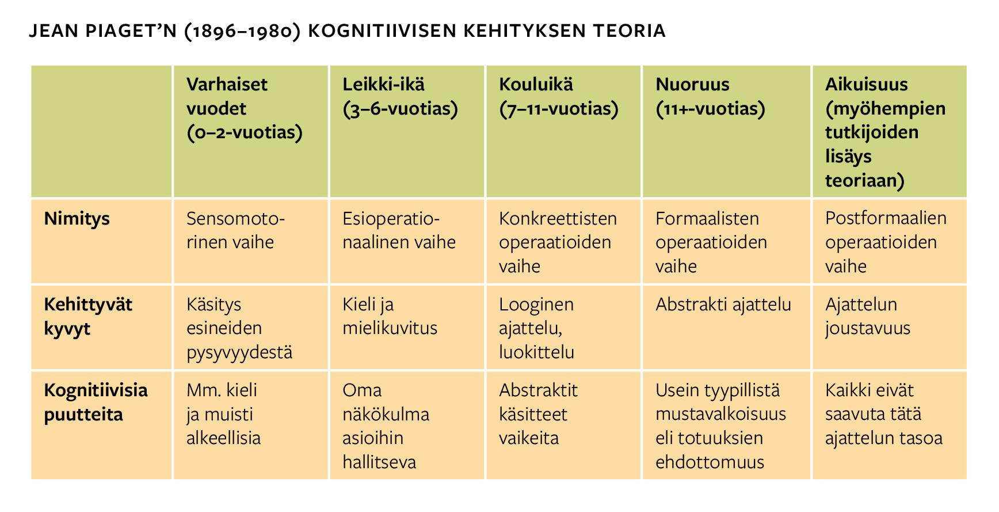 JEAN PIAGET’N (1896–1980) KOGNITIIVISEN KEHITYKSEN TEORIA
Varhaiset
vuodet
(0–2-vuotias)
Leikki-ikä
(3–6-vuotias)
Kouluikä
(7–11-vuotias)
Nuoruus
(11+-vuotias)
Aikuisuus
(myöhempien
tutkijoiden
lisäys
teoriaan)
Nimitys
Sensomoto-
rinen vaihe
Esioperatio-
naalinen vaihe
Konkreettisten
operaatioiden
vaihe
Formaalisten
operaatioiden
vaihe
Postformaalien
operaatioiden
vaihe
Kehittyvät
kyvyt
Käsitys
esineiden
pysyvyydestä
Kieli ja
mielikuvitus
Looginen
ajattelu,
luokittelu
Abstrakti ajattelu
Ajattelun
joustavuus
Kognitiivisia
puutteita
Mm. kieli
ja muisti
alkeellisia
Oma
näkökulma
asioihin
hallitseva
Abstraktit
käsitteet
vaikeita
Usein tyypillistä
mustavalkoisuus
eli totuuksien
ehdottomuus
Kaikki eivät
saavuta tätä
ajattelun tasoa